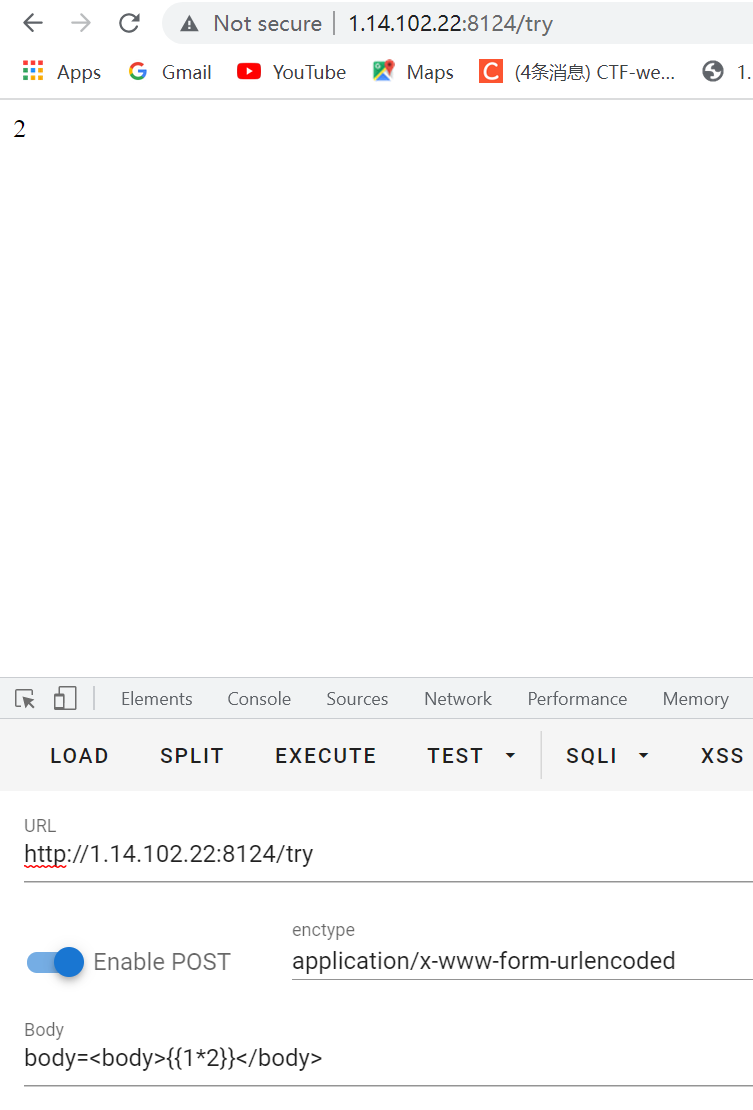 Not secure | 1.14.102.22:8124/try
Apps Gmail YouTube Maps C (4条消息) CTF-we... 1.
2
Elements Console Sources Network Performance Memory
LOAD SPLIT EXECUTE TEST SQLI XSS
URL
http://1.14.102.22:8124/try
enctype
Enable POST application/x-www-form-urlencoded
Body
body=<body>{{1*2}}</body>